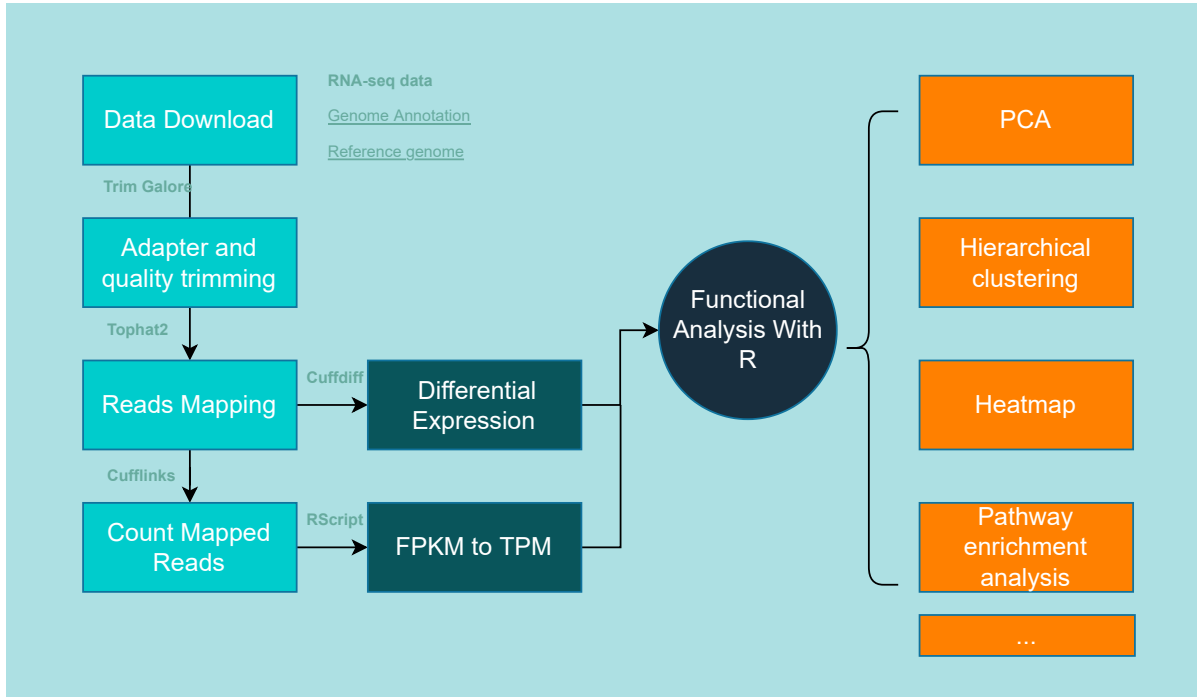 Data Download
RNA-seq data
Genome Annotation
Reference genome
Trim Galore
Adapter and
quality trimming
Tophat2
Reads Mapping
Cuffdiff
Differential
Expression
Cufflinks
Count Mapped
Reads
RScript
FPKM to TPM
Functional
Analysis With
R
PCA
Hierarchical
clustering
Heatmap
Pathway
enrichment
analysis
...